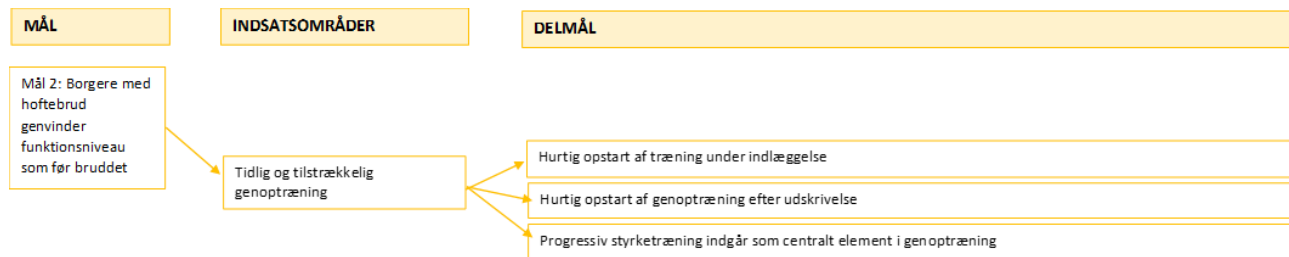 MÅL
INDSATSOMRÅDER
DELMÅL
Mål 2: Borgere med
hoftebrud
genvinder
funktionsniveau
som før bruddet
Tidlig og tilstrækkelig
genoptræning
Hurtig opstart af træning under indlæggelse
Hurtig opstart af genoptræning efter udskrivelse
Progressiv styrketræning indgår som centralt element i genoptræning